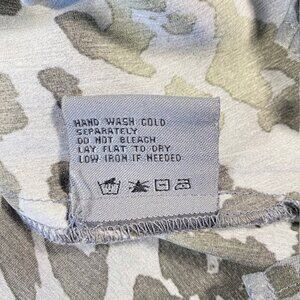 HAND WASH COLD
SEPARATELY
DO NOT BLEACH
LAY FLAT TO DRY
LOW IRON IF NEEDED